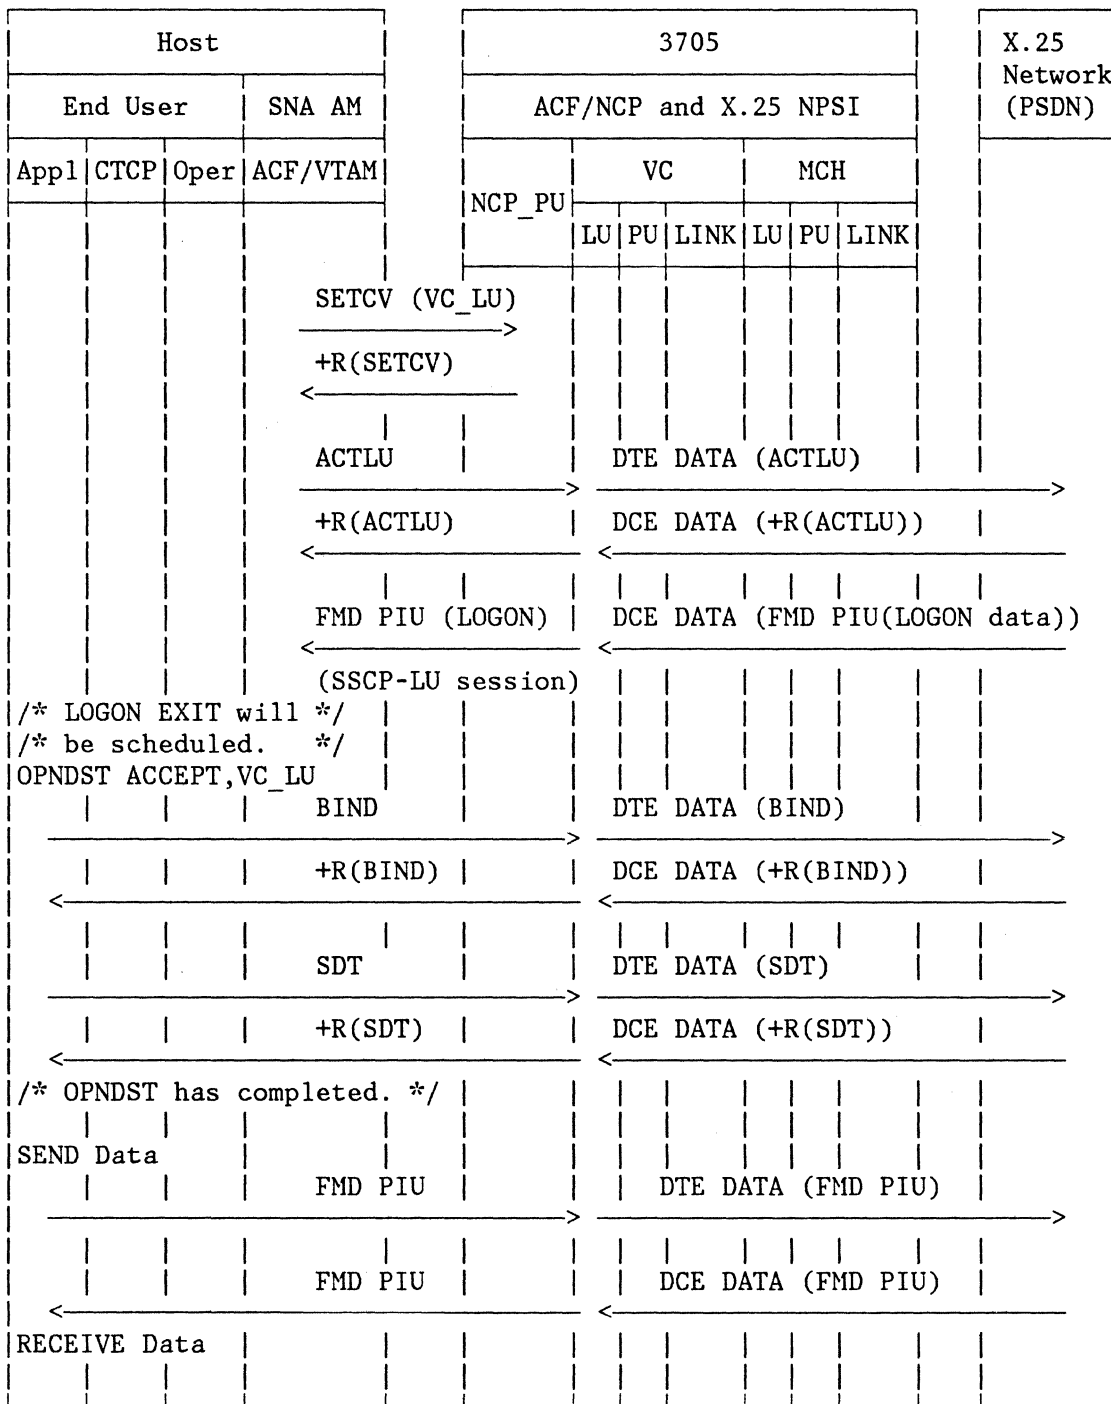 Host 3705 X.25
Network
End User SNA AM ACF/NCP and X.25 NPSI (PSDN)
Appl CTCP Oper ACF/VTAM VC MCH
NCP_PU
LU PU LINK LU PU LINK
SETCV (VC_LU)
+R(SETCV)
ACTLU DTE DATA (ACTLU)
+R(ACTLU) DCE DATA (+R(ACTLU))
FMD PIU (LOGON) DCE DATA (FMD PIU(LOGON data))
(SSCP-LU session)
/* LOGON EXIT will */
/* be scheduled. */
OPNDST ACCEPT,VC_LU
BIND DTE DATA (BIND)
+R(BIND) DCE DATA (+R(BIND))
SDT DTE DATA (SDT)
+R(SDT) DCE DATA (+R(SDT))
/* OPNDST has completed. */
SEND Data
FMD PIU DTE DATA (FMD PIU)
FMD PIU DCE DATA (FMD PIU)
RECEIVE Data